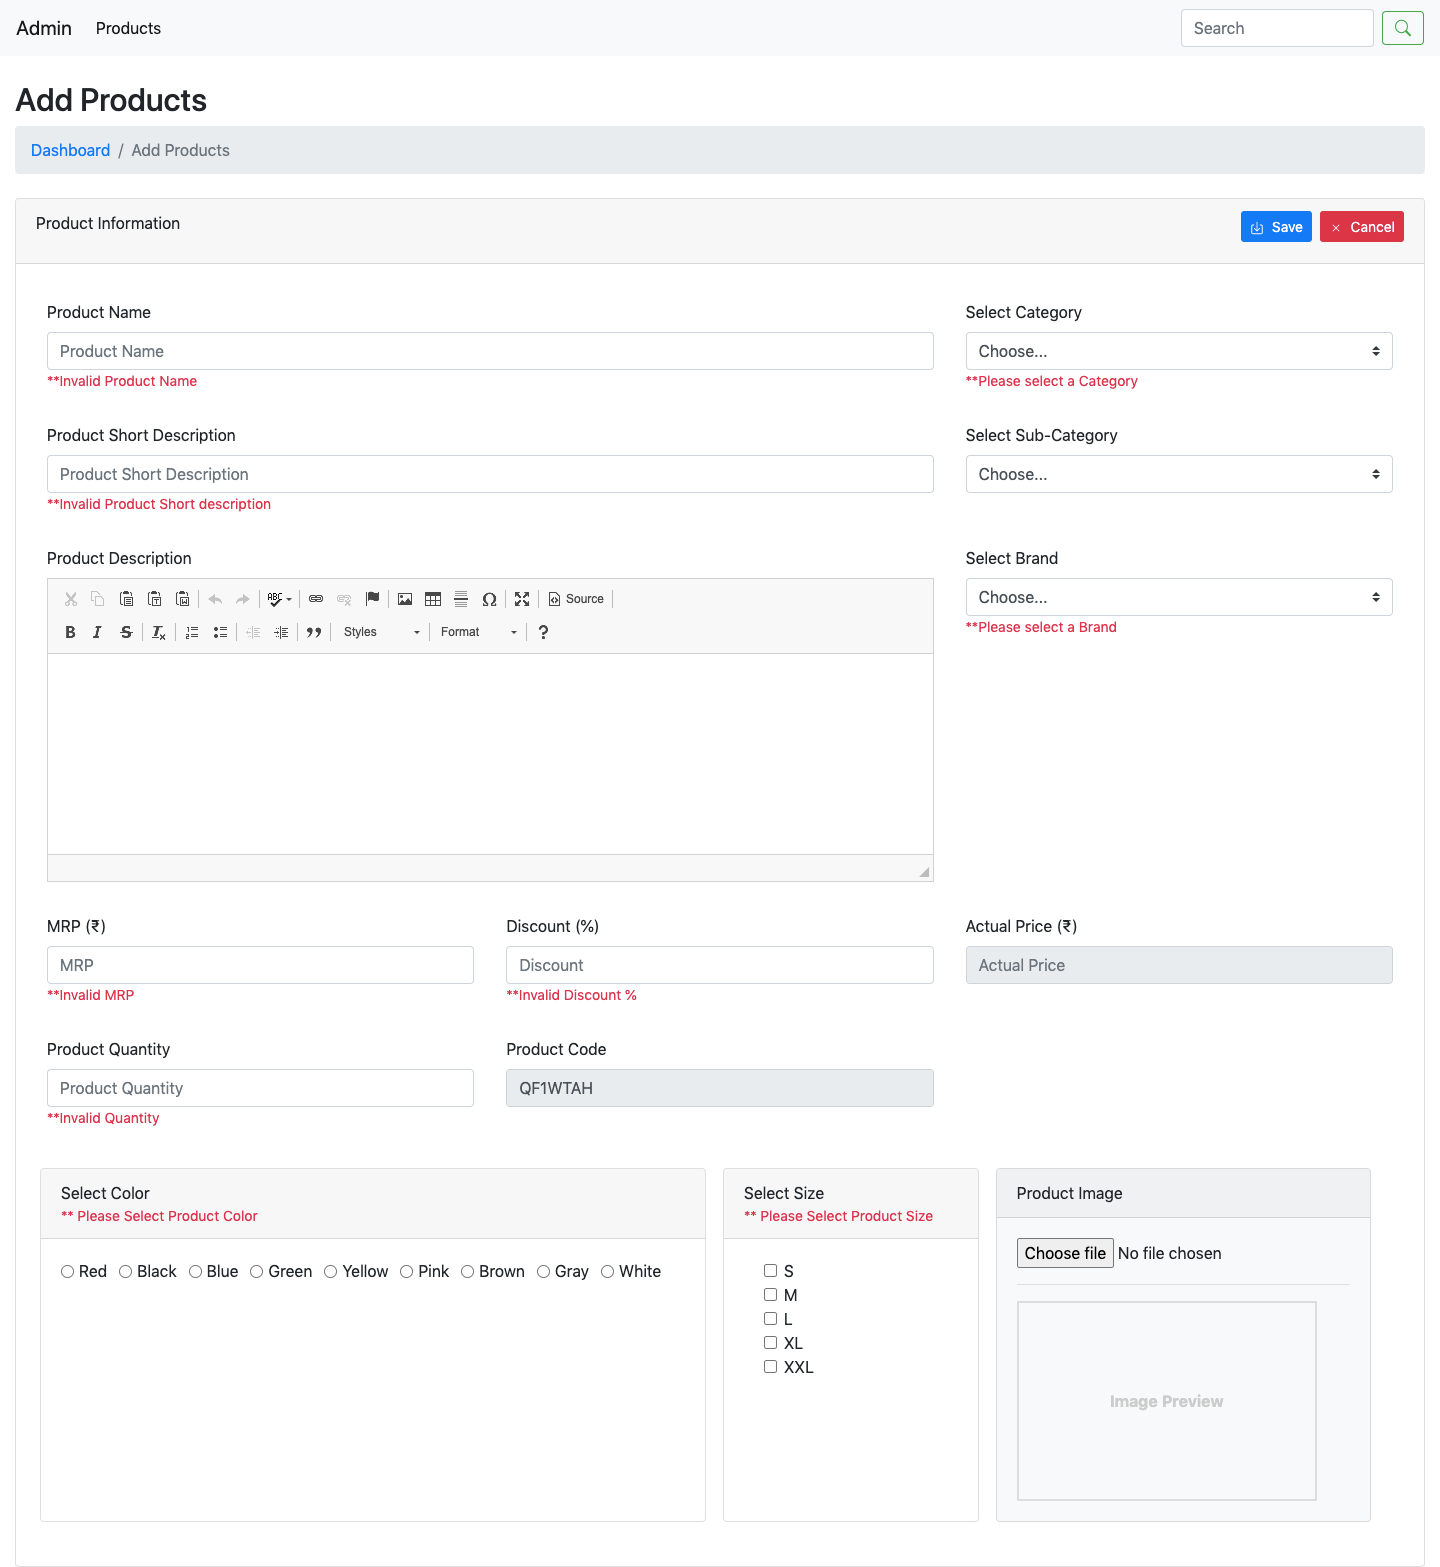 Admin Products Search
Add Products
Dashboard / Add Products
Product Information Save Cancel
Product Name Select Category
Product Name Choose...
**Invalid Product Name **Please select a Category
Product Short Description Select Sub-Category
Product Short Description Choose...
**Invalid Product Short description
Product Description Select Brand
ABC Ω Source Choose...
B I S Ix Styles Format ? **Please select a Brand
MRP (₹) Discount (%) Actual Price (₹)
MRP Discount Actual Price
**Invalid MRP **Invalid Discount %
Product Quantity Product Code
Product Quantity QF1WTAH
**Invalid Quantity
Select Color Select Size Product Image
** Please Select Product Color ** Please Select Product Size
Choose file No file chosen
Red Black Blue Green Yellow Pink Brown Gray White
S
M
L
XL
XXL
Image Preview